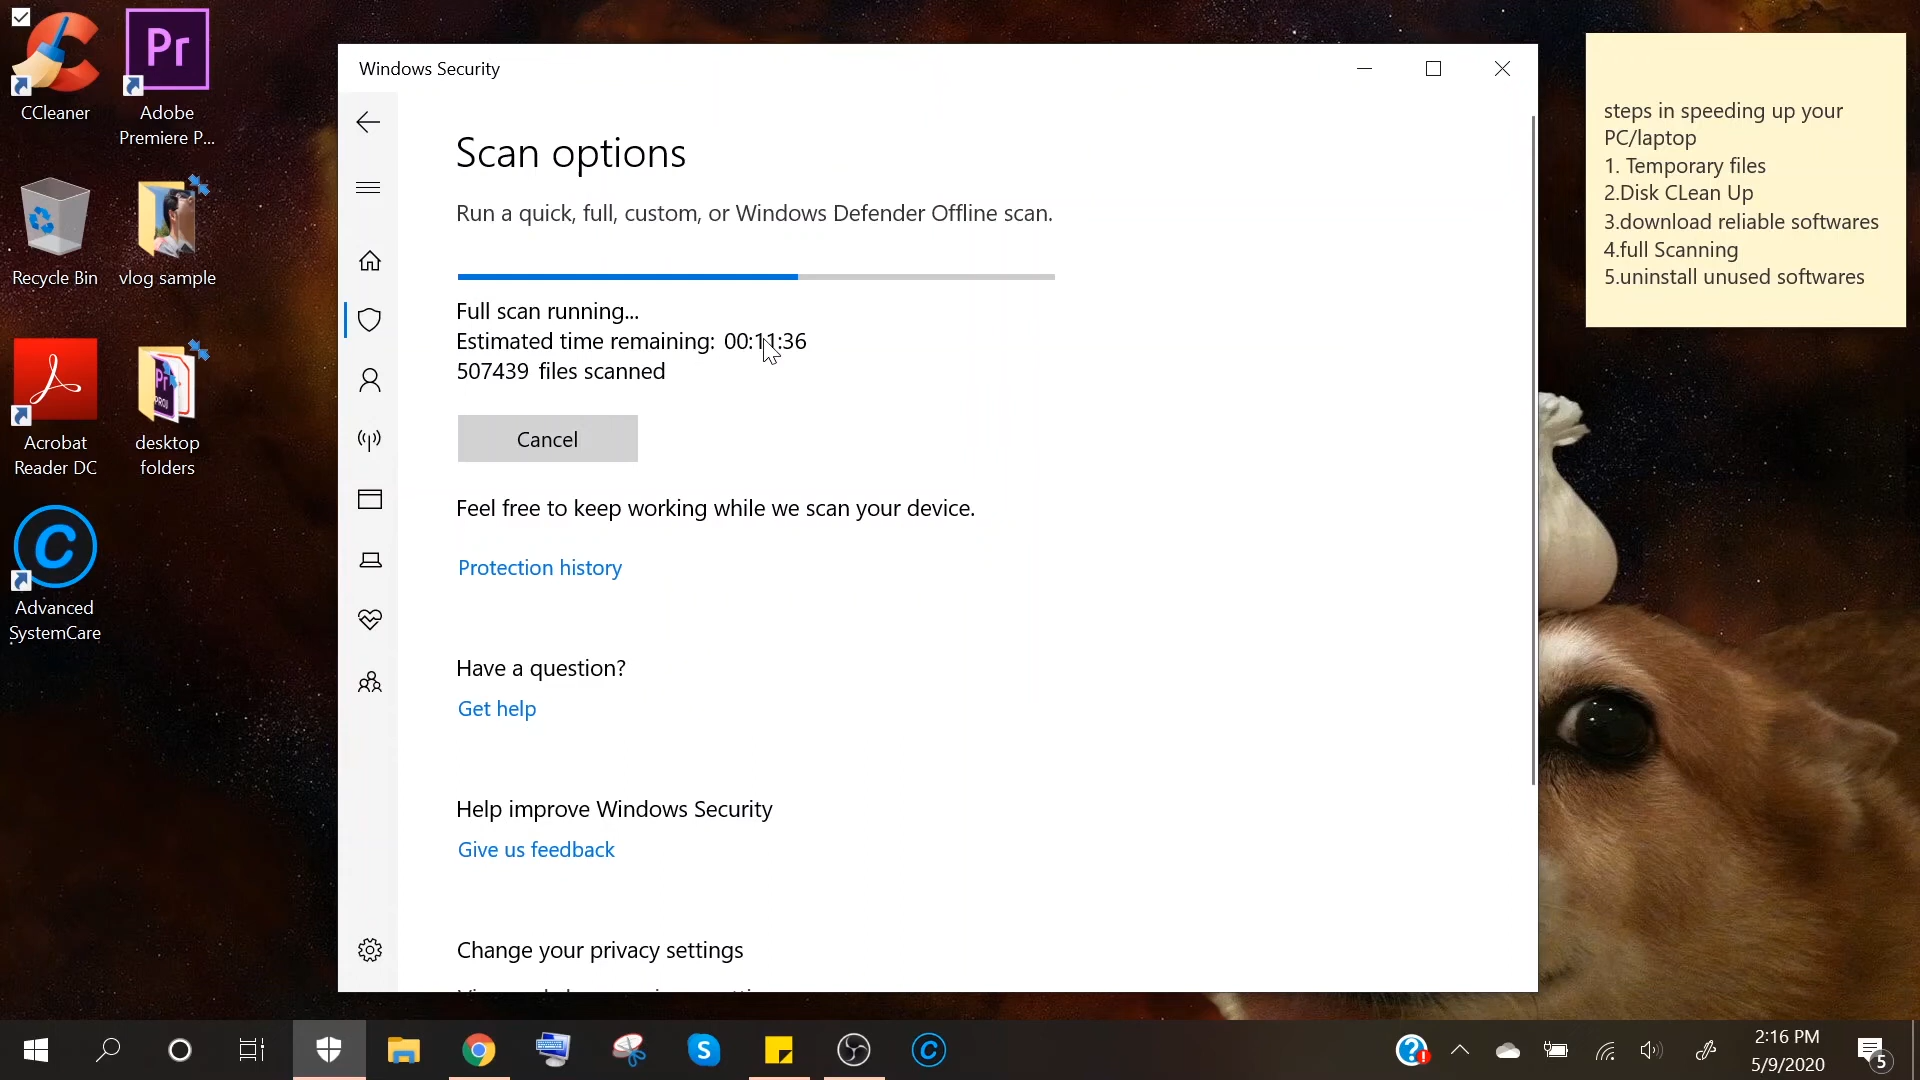 CCleaner
Pr
Adobe
Premiere P...
Recycle Bin
vlog sample
Acrobat
Reader DC
Pr
PROJ
desktop
folders
Advanced
SystemCare
Windows Security
Scan options
Run a quick, full, custom, or Windows Defender Offline scan.
Full scan running...
Estimated time remaining: 00:11:36
507439 files scanned
Cancel
Feel free to keep working while we scan your device.
Protection history
Have a question?
Get help
Help improve Windows Security
Give us feedback
Change your privacy settings
steps in speeding up your
PC/laptop
1. Temporary files
2.Disk CLean Up
3.download reliable softwares
4.full Scanning
5.uninstall unused softwares
2:16 PM
5/9/2020
5